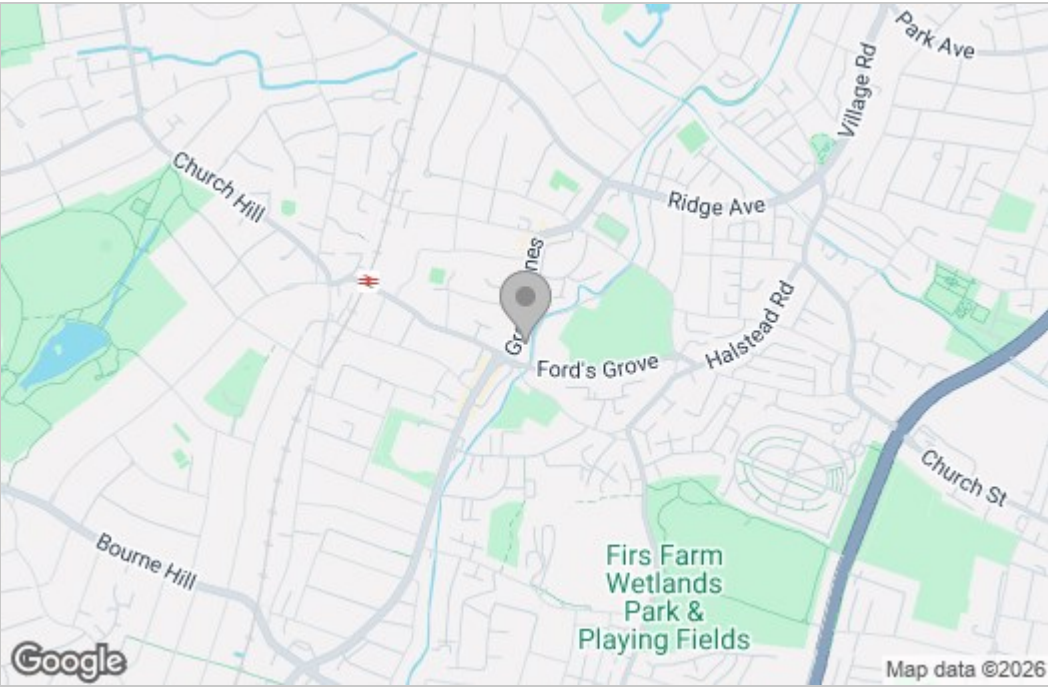 Park Ave
Village Rd
Church Hill
Ridge Ave
Halstead Rd
Ford's Grove
Church St
Bourne Hill
Firs Farm
Wetlands
Park &
Playing Fields
Google
Map data ©2026